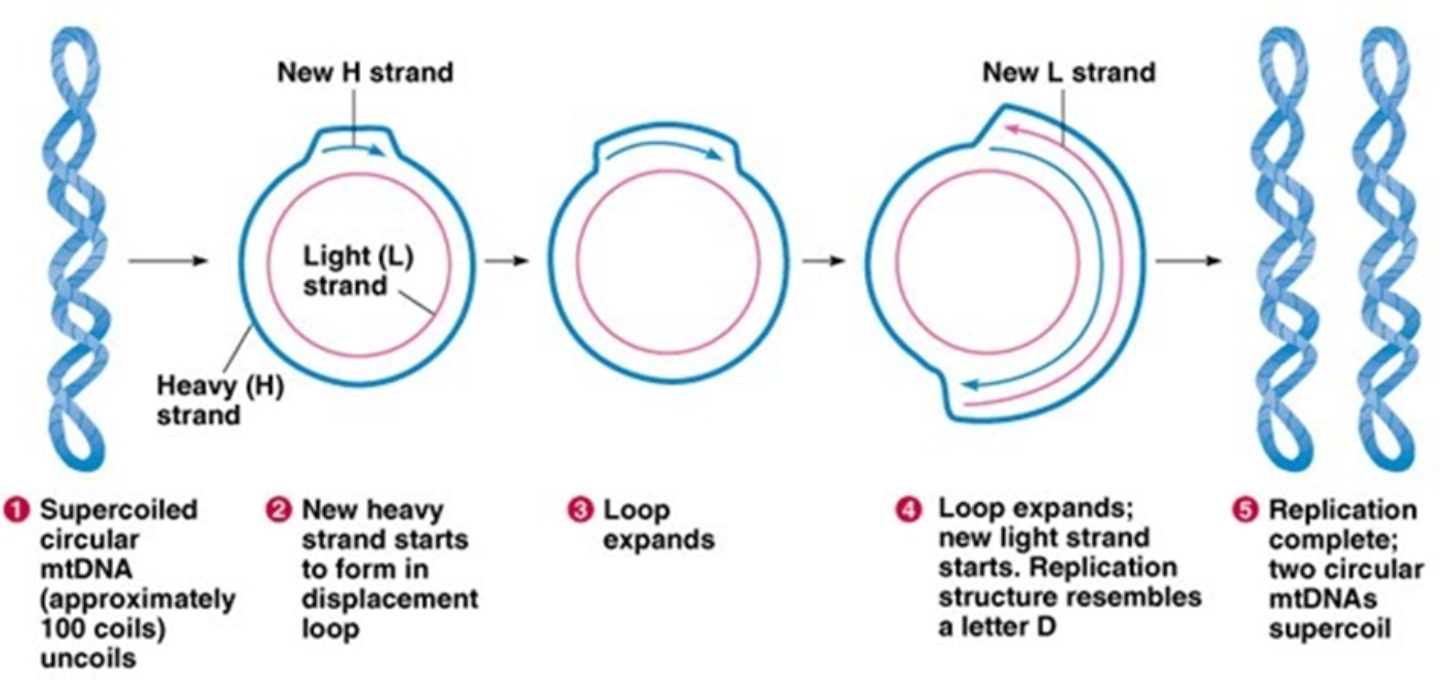 New H strand
New L strand
Light (L)
strand
Heavy (H)
strand
1 Supercoiled
circular
mtDNA
(approximately
100 coils)
uncoils
2 New heavy
strand starts
to form in
displacement
loop
3 Loop
expands
4 Loop expands;
new light strand
starts. Replication
structure resembles
a letter D
5 Replication
complete;
two circular
mtDNAs
supercoil